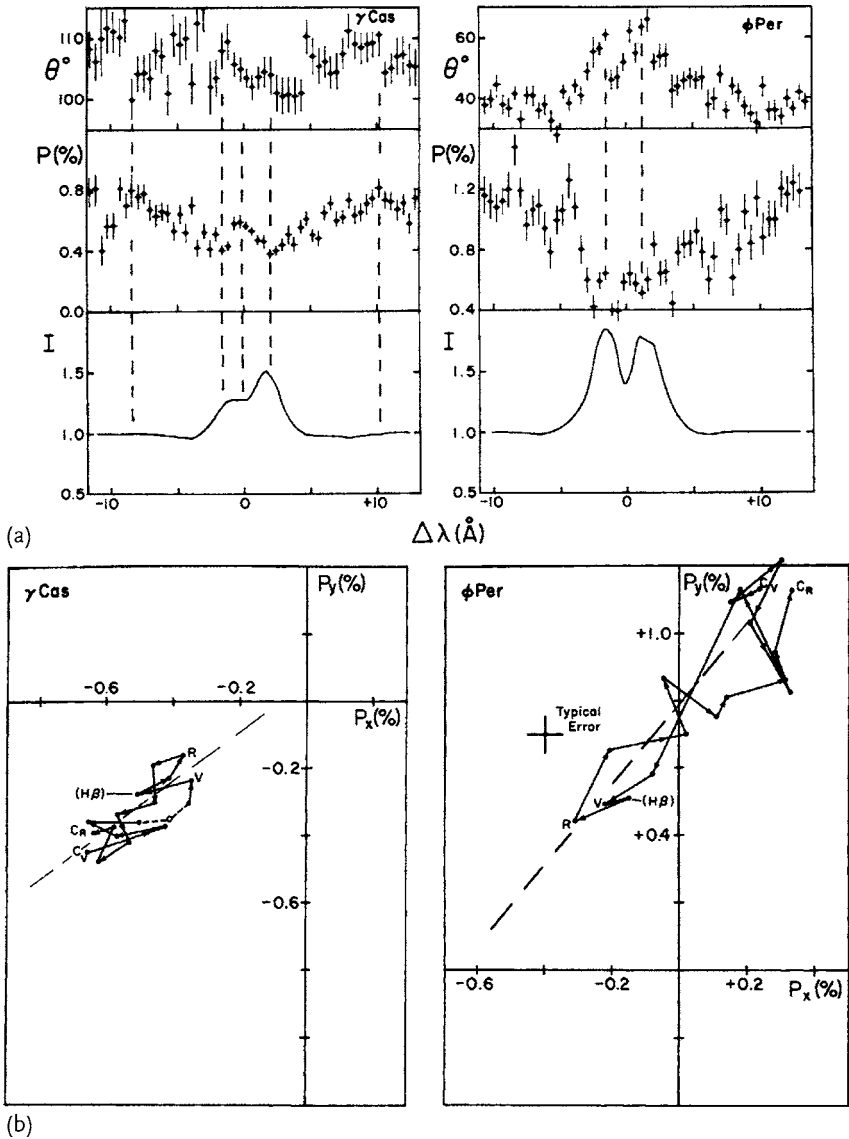 γ Cas
110
θ°
100
P(%)
0.8
0.4
0.0
I
1.5
1.0
0.5
-10
0
+10
ϕ Per
60
θ°
40
P(%)
1.2
0.8
0.4
I
1.5
1.0
0.5
-10
0
+10
(a)
Δλ(Å)
γ Cas
Py(%)
-0.6
-0.2
Px(%)
R
V
(Hβ)
-0.2
CR
CV
-0.6
ϕ Per
Py(%)
CV
CR
+1.0
Typical
Error
V
(Hβ)
R
+0.4
-0.6
-0.2
+0.2
Px(%)
(b)